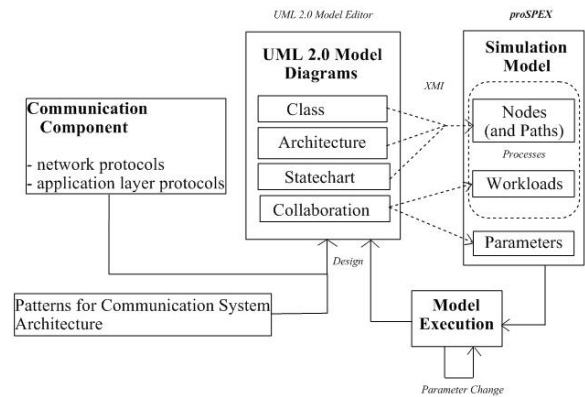 UML 2.0 Model Editor
proSPEX
UML 2.0 Model
Diagrams
Class
Architecture
Statechart
Collaboration
XMI
Simulation
Model
Nodes
(and Paths)
Processes
Workloads
Parameters
Communication
Component
- network protocols
- application layer protocols
Design
Patterns for Communication System
Architecture
Model
Execution
Parameter Change